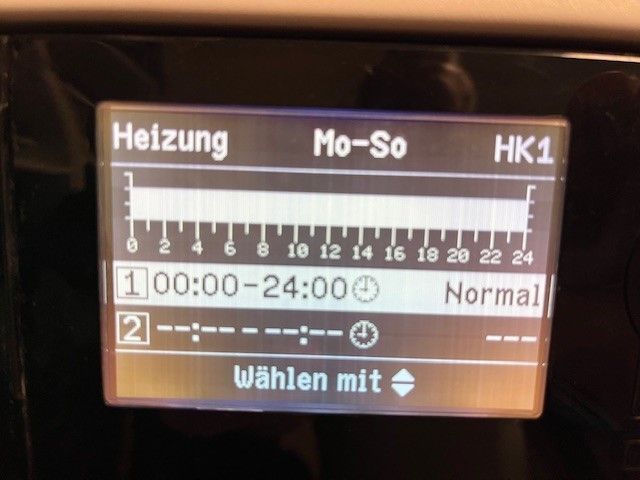 Heizung Mo-So HK1
0 2 4 6 8 10 12 14 16 18 20 22 24
1 00:00-24:00 Normal
2 --:-- --:-- ---
Wählen mit